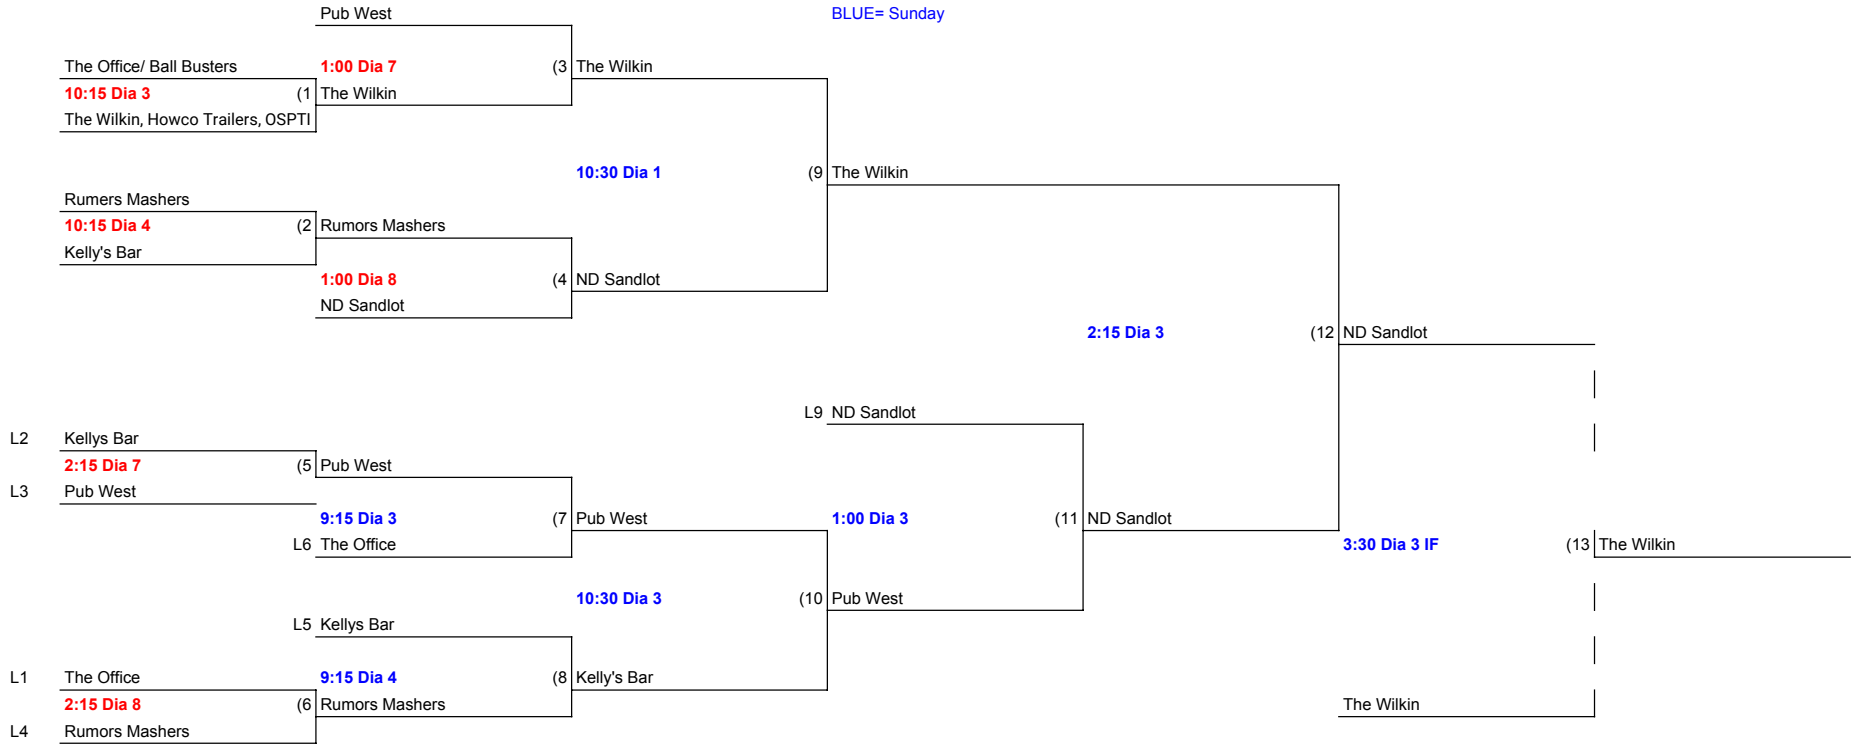 Pub West
BLUE= Sunday
The Office/ Ball Busters
1:00 Dia 7
(3 The Wilkin
10:15 Dia 3
(1 The Wilkin
The Wilkin, Howco Trailers, OSPTI
10:30 Dia 1
(9 The Wilkin
Rumers Mashers
10:15 Dia 4
(2 Rumors Mashers
Kelly's Bar
1:00 Dia 8
(4 ND Sandlot
ND Sandlot
2:15 Dia 3
(12 ND Sandlot
L9 ND Sandlot
L2 Kellys Bar
2:15 Dia 7
(5 Pub West
L3 Pub West
9:15 Dia 3
(7 Pub West
1:00 Dia 3
(11 ND Sandlot
L6 The Office
3:30 Dia 3 IF
(13 The Wilkin
10:30 Dia 3
(10 Pub West
L5 Kellys Bar
L1 The Office
9:15 Dia 4
(8 Kelly's Bar
2:15 Dia 8
(6 Rumors Mashers
The Wilkin
L4 Rumors Mashers